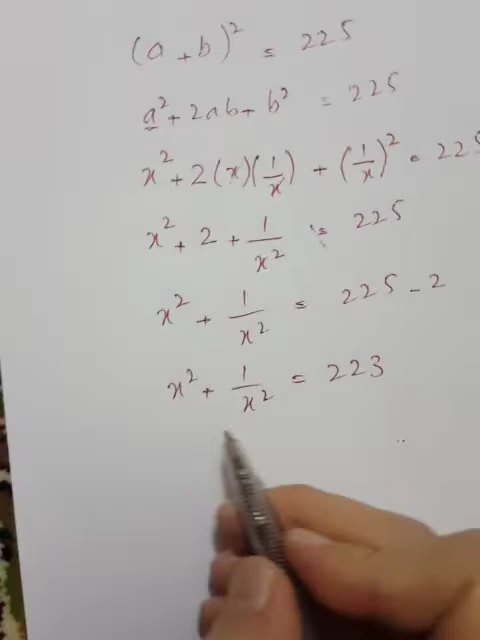 (a + b)² = 225
a² + 2ab + b² = 225
x² + 2(x)(1/x) + (1/x)² = 225
x² + 2 + 1/x² = 225
x² + 1/x² = 225 - 2
x² + 1/x² = 223